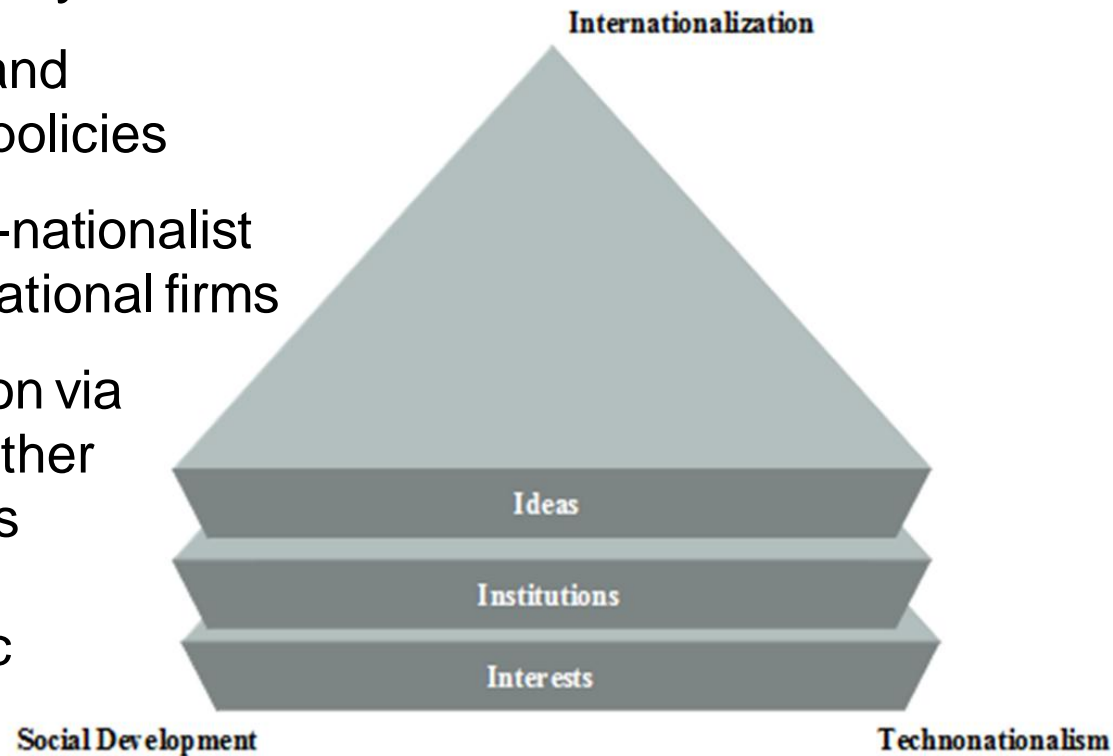 Internationalization
and
policies
-nationalist
ational firms
on via
ther
s
Ideas
Institutions
Interests
Social Development
Technonationalism